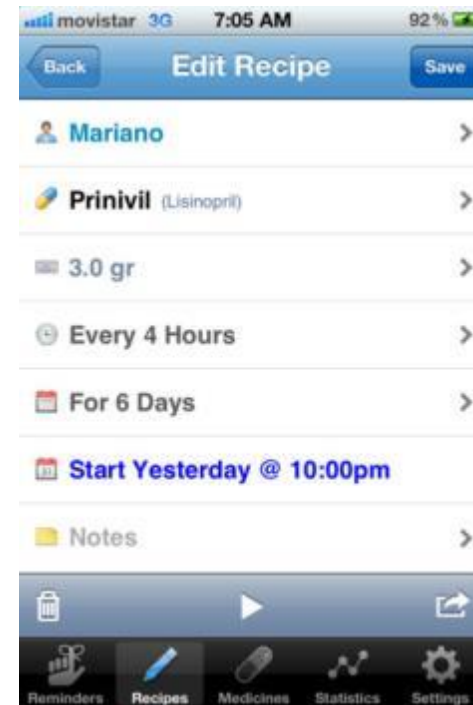 movistar 3G 7:05 AM 92%
Back Edit Recipe Save
Mariano
Prinivil (Lisinopril)
3.0 gr
Every 4 Hours
For 6 Days
Start Yesterday @ 10:00pm
Notes
Reminders Recipes Medicines Statistics Settings